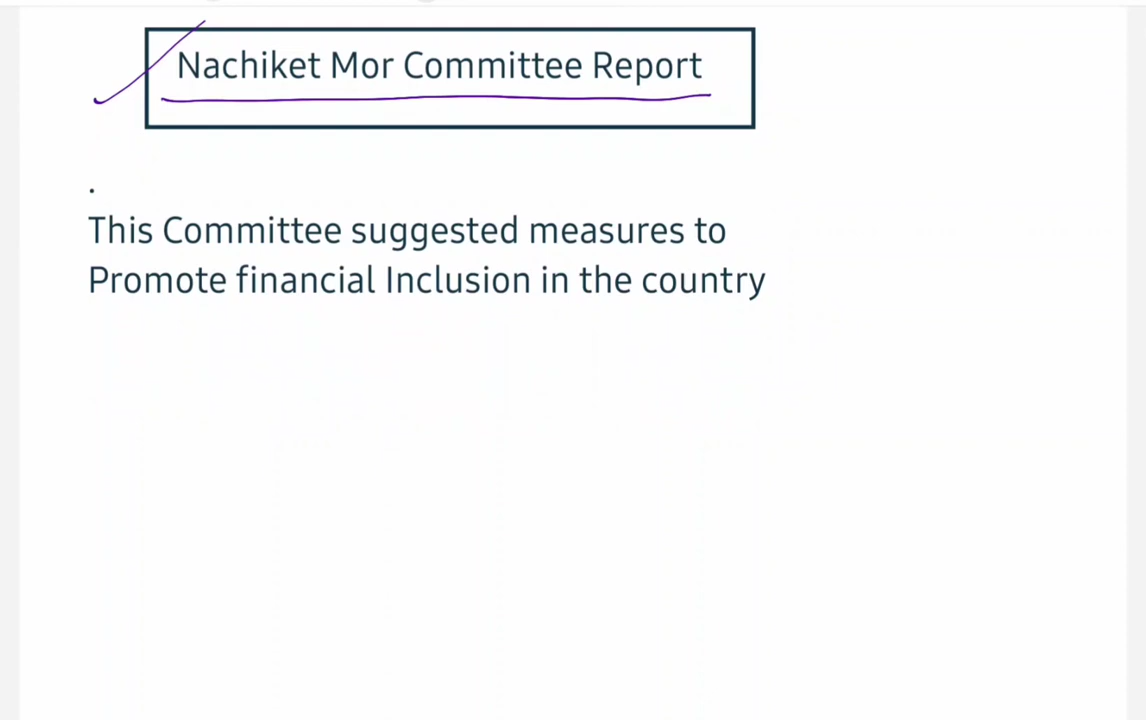 Nachiket Mor Committee Report
.
This Committee suggested measures to
Promote financial Inclusion in the country